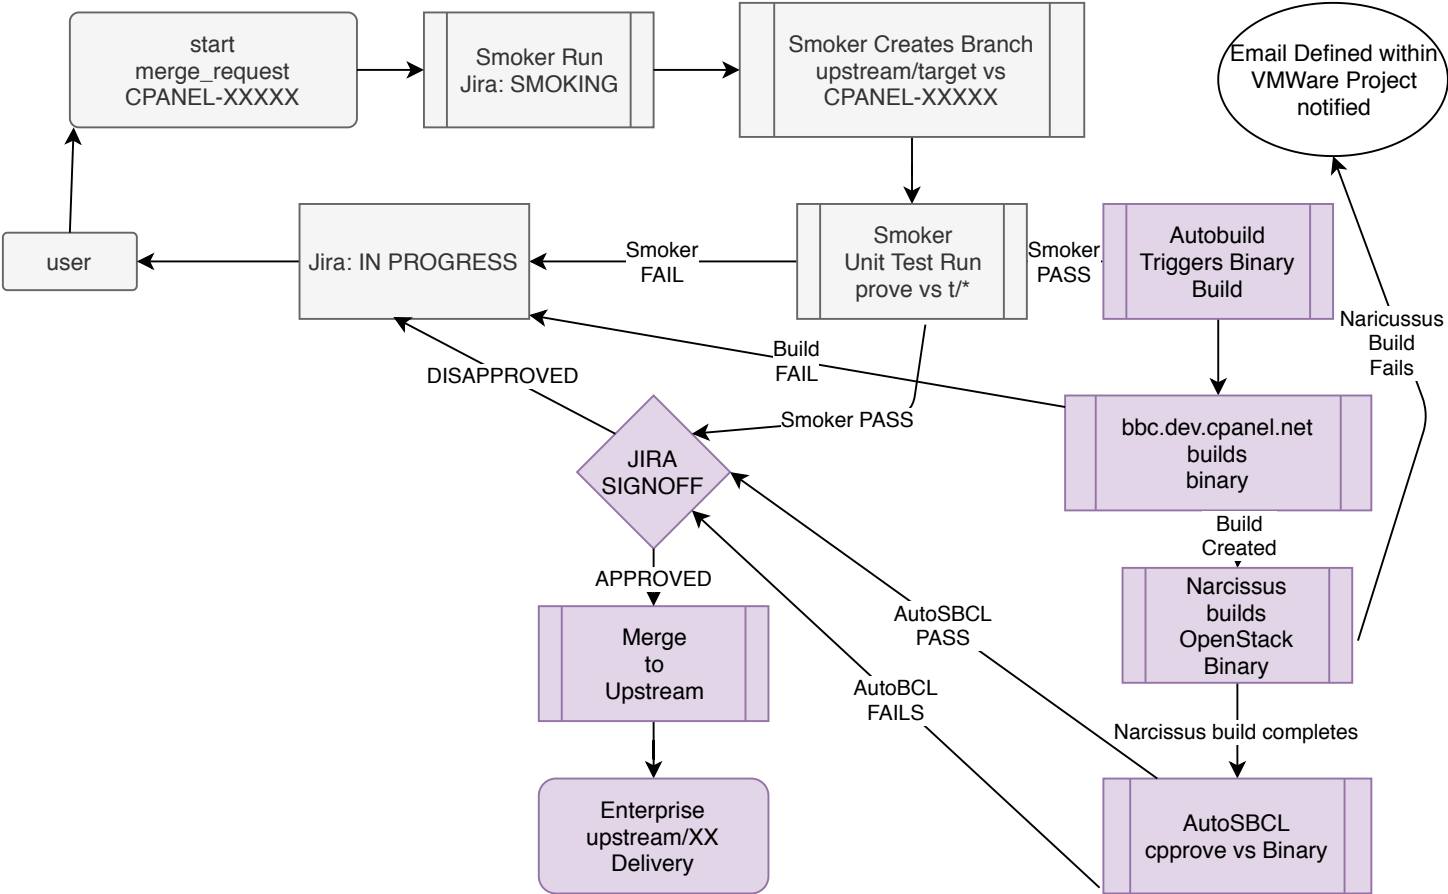 start
merge_request
CPANEL-XXXXX
Smoker Run
Jira: SMOKING
Smoker Creates Branch
upstream/target vs
CPANEL-XXXXX
Email Defined within
VMWare Project
notified
user
Jira: IN PROGRESS
Smoker
FAIL
Smoker
Unit Test Run
prove vs t/*
Smoker
PASS
Autobuild
Triggers Binary
Build
Naricussus
Build
Fails
Build
FAIL
DISAPPROVED
Smoker PASS
JIRA
SIGNOFF
bbc.dev.cpanel.net
builds
binary
Build
Created
APPROVED
Narcissus
builds
OpenStack
Binary
AutoSBCL
PASS
Merge
to
Upstream
AutoBCL
FAILS
Narcissus build completes
Enterprise
upstream/XX
Delivery
AutoSBCL
cpprove vs Binary